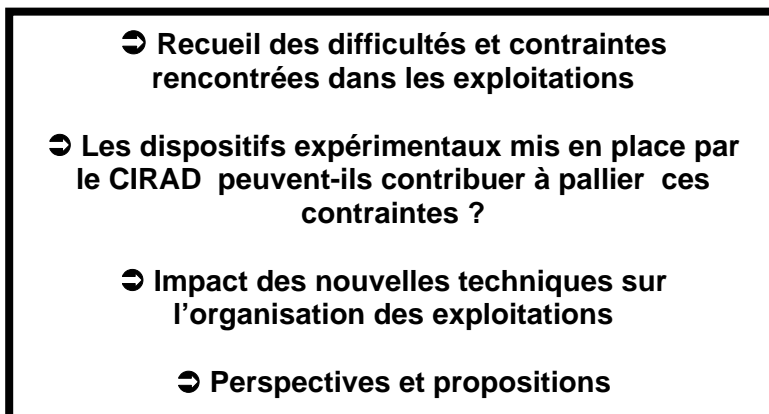 ➲ Recueil des difficultés et contraintes
rencontrées dans les exploitations
➲ Les dispositifs expérimentaux mis en place par
le CIRAD peuvent-ils contribuer à pallier ces
contraintes ?
➲ Impact des nouvelles techniques sur
l’organisation des exploitations
➲ Perspectives et propositions